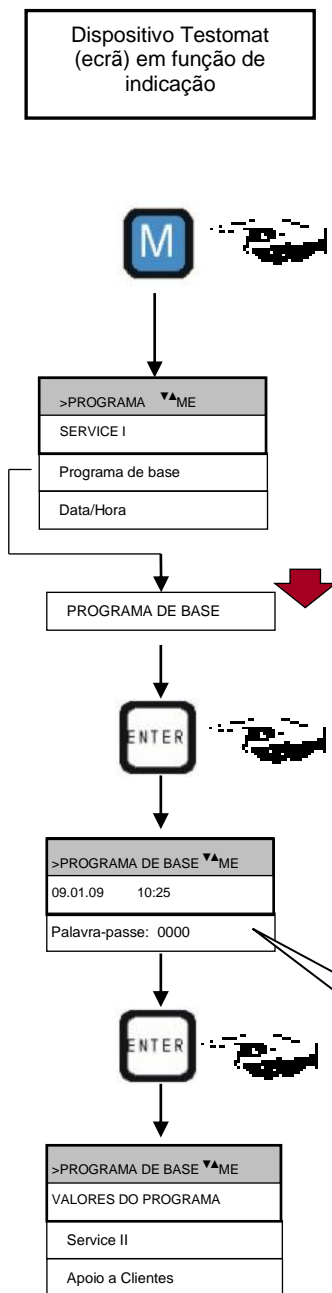 Dispositivo Testomat
(ecrã) em função de
indicação
M
>PROGRAMA ▼▲ME
SERVICE I
Programa de base
Data/Hora
PROGRAMA DE BASE
ENTER
>PROGRAMA DE BASE ▼▲ME
09.01.09 10:25
Palavra-passe: 0000
ENTER
>PROGRAMA DE BASE ▼▲ME
VALORES DO PROGRAMA
Service II
Apoio a Clientes